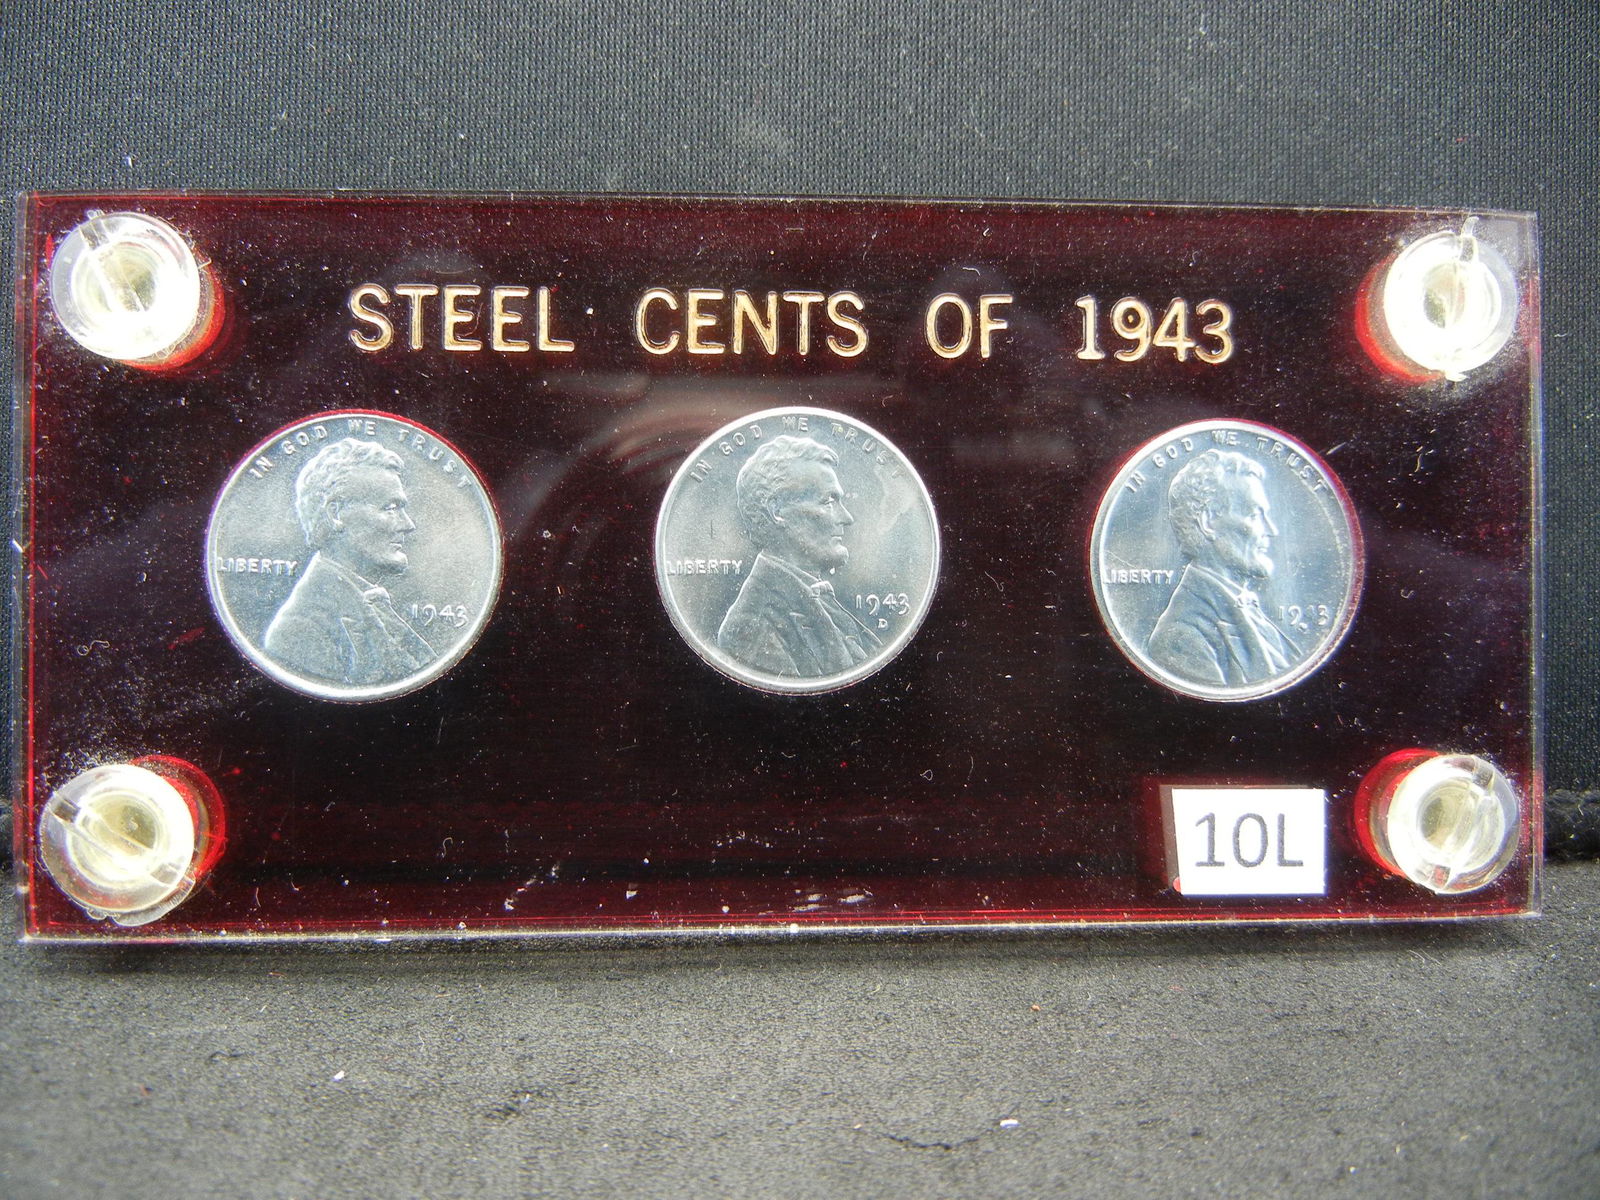 STEEL CENTS OF 1943
IN GOD WE TRUST
LIBERTY
1943
IN GOD WE TRUST
LIBERTY
1943
D
IN GOD WE TRUST
LIBERTY
1943
10L